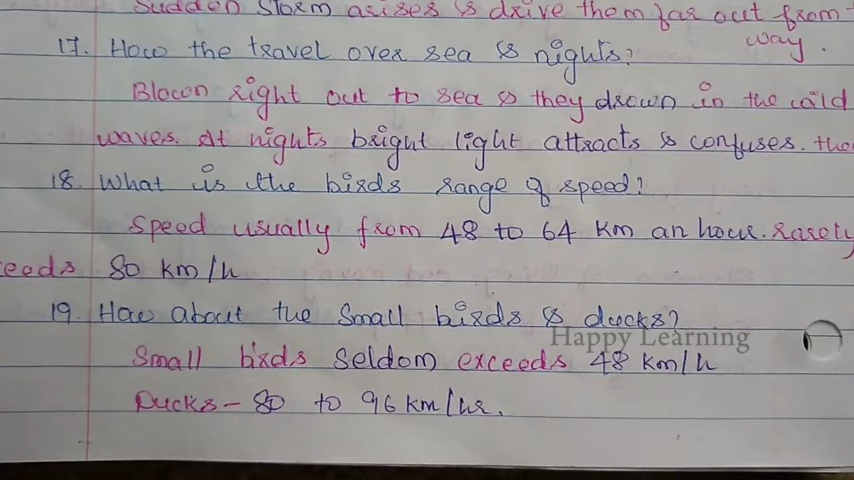 Sudden storm arises & drive them far out from
way.
17. How the travel over sea & nights?
Blown right out to sea & they drown in the cold
waves. At nights bright light attracts & confuses. the
18. What is the birds range of speed?
Speed usually from 48 to 64 km an hour. rarely
eeds 80 km/h
19. How about the small birds & ducks?
Happy Learning
Small birds seldom exceeds 48 km/h
Ducks - 80 to 96 km/hr.